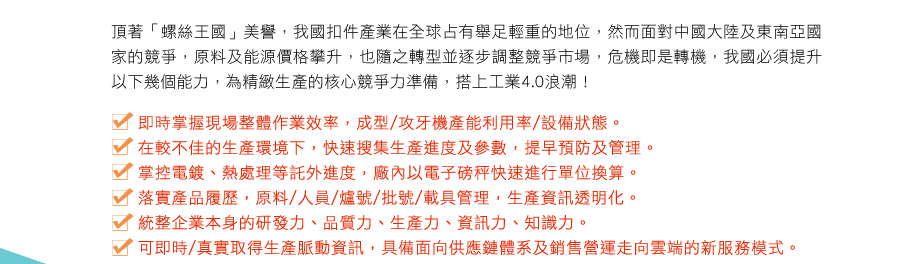 頂著「螺絲王國」美譽，我國扣件產業在全球占有舉足輕重的地位，然而面對中國大陸及東南亞國
家的競爭，原料及能源價格攀升，也隨之轉型並逐步調整競爭市場，危機即是轉機，我國必須提升
以下幾個能力，為精緻生產的核心競爭力準備，搭上工業4.0浪潮！
即時掌握現場整體作業效率，成型/攻牙機產能利用率/設備狀態。
在較不佳的生產環境下，快速搜集生產進度及參數，提早預防及管理。
掌控電鍍、熱處理等託外進度，廠內以電子磅秤快速進行單位換算。
落實產品履歷，原料/人員/爐號/批號/載具管理，生產資訊透明化。
統整企業本身的研發力、品質力、生產力、資訊力、知識力。
可即時/真實取得生產脈動資訊，具備面向供應鏈體系及銷售營運走向雲端的新服務模式。